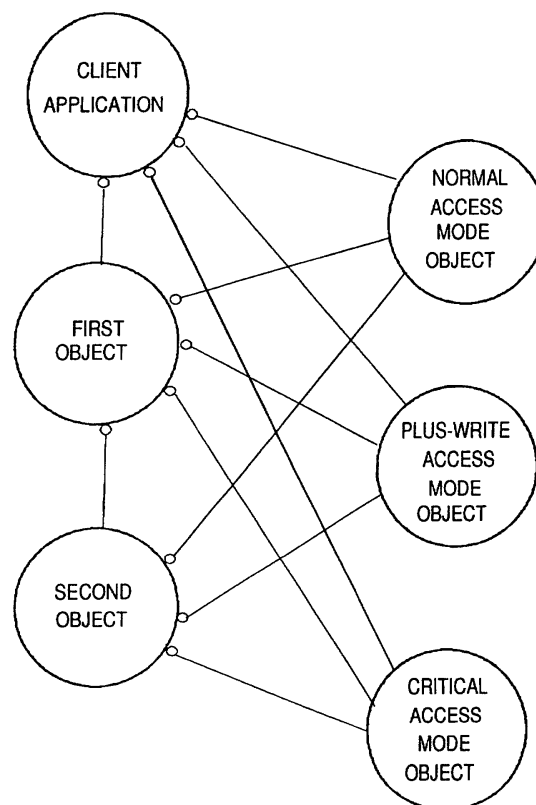 CLIENT
APPLICATION
NORMAL
ACCESS
MODE
OBJECT
FIRST
OBJECT
PLUS-WRITE
ACCESS
MODE
OBJECT
SECOND
OBJECT
CRITICAL
ACCESS
MODE
OBJECT